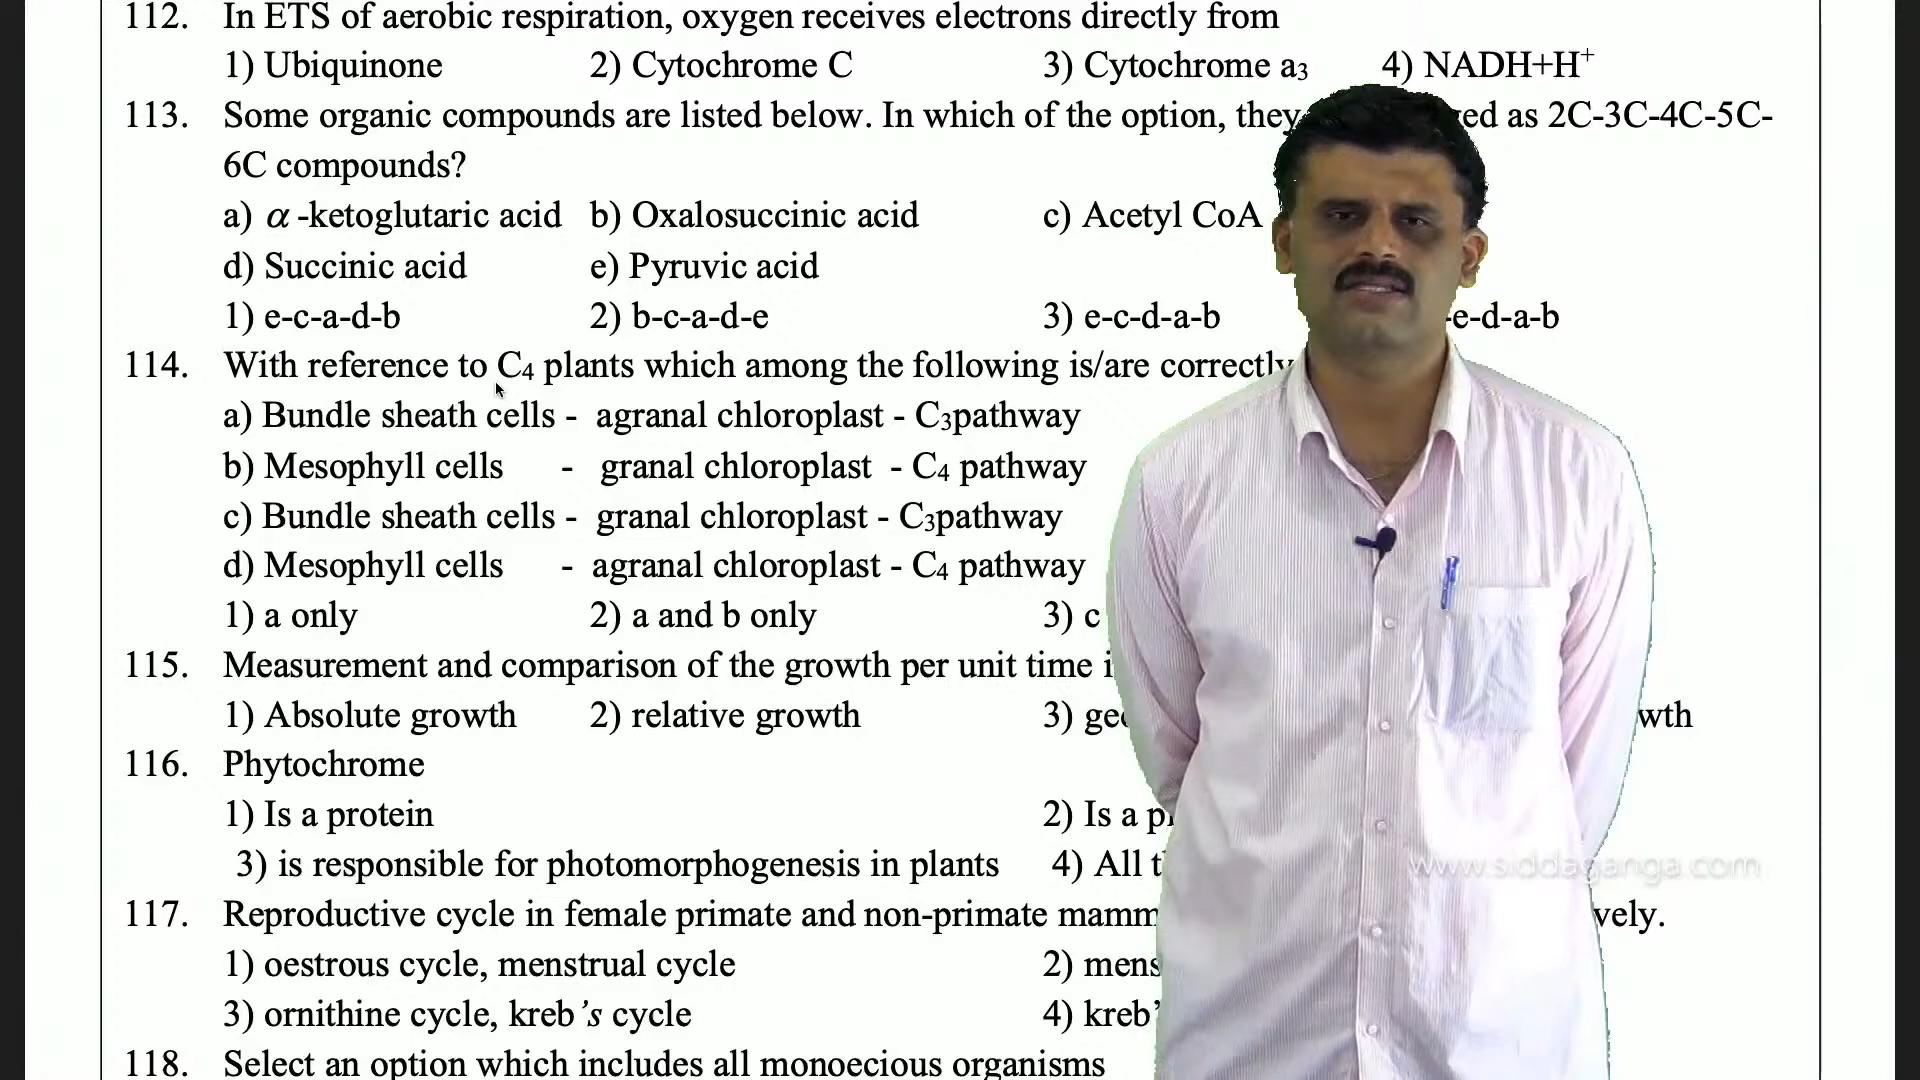 112. In ETS of aerobic respiration, oxygen receives electrons directly from
1) Ubiquinone 2) Cytochrome C 3) Cytochrome a3 4) NADH+H+
113. Some organic compounds are listed below. In which of the option, they ed as 2C-3C-4C-5C-
6C compounds?
a) α -ketoglutaric acid b) Oxalosuccinic acid c) Acetyl CoA
d) Succinic acid e) Pyruvic acid
1) e-c-a-d-b 2) b-c-a-d-e 3) e-c-d-a-b -e-d-a-b
114. With reference to C4 plants which among the following is/are correctly
a) Bundle sheath cells - agranal chloroplast - C3pathway
b) Mesophyll cells - granal chloroplast - C4 pathway
c) Bundle sheath cells - granal chloroplast - C3pathway
d) Mesophyll cells - agranal chloroplast - C4 pathway
1) a only 2) a and b only 3) c
115. Measurement and comparison of the growth per unit time
1) Absolute growth 2) relative growth 3) wth
116. Phytochrome
1) Is a protein 2) Is a
3) is responsible for photomorphogenesis in plants 4) All
www.siddaganga.com
117. Reproductive cycle in female primate and non-primate mamm vely.
1) oestrous cycle, menstrual cycle 2) mens
3) ornithine cycle, kreb's cycle 4) kreb'
118. Select an option which includes all monoecious organisms